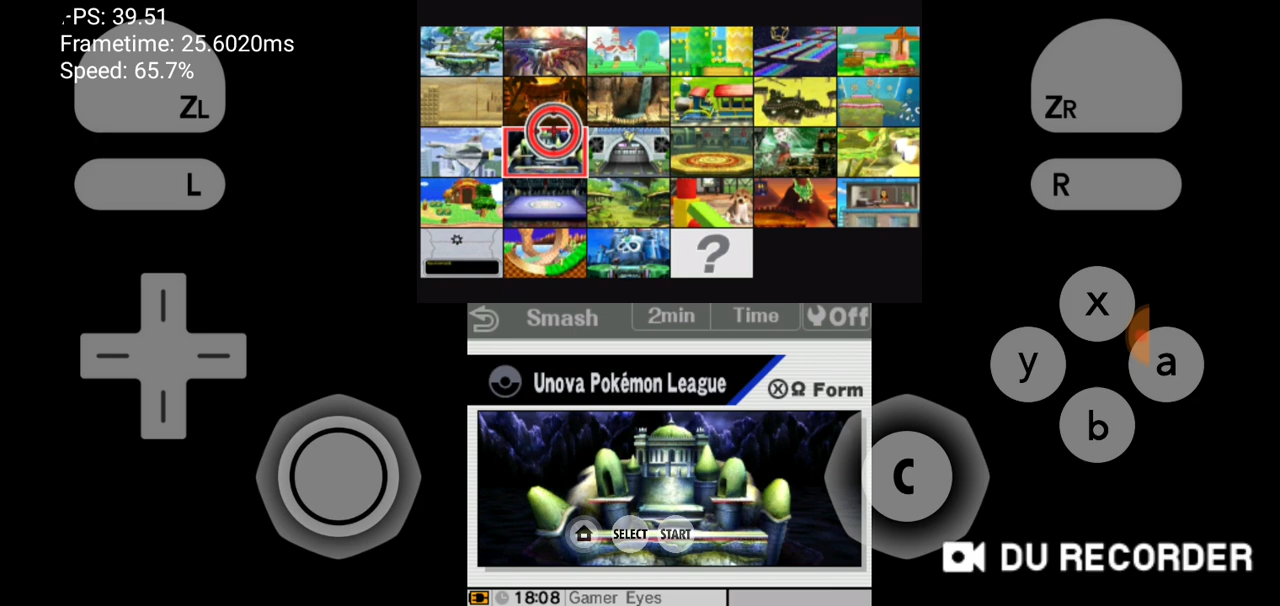 -PS: 39.51
Frametime: 25.6020ms
Speed: 65.7%
ZL
ZR
L
R
?
Smash
2min
Time
Off
Unova Pokémon League
X Ω Form
X
y
a
b
C
SELECT
START
DU RECORDER
18:08
Gamer Eyes